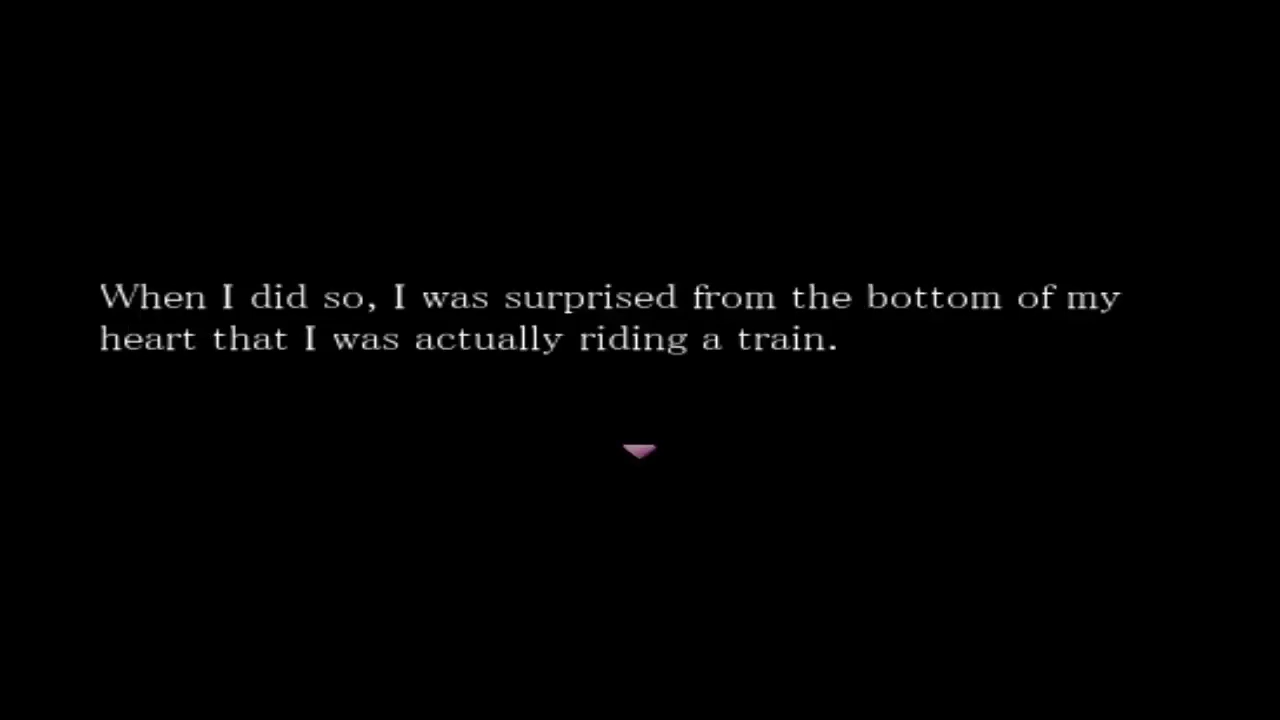 When I did so, I was surprised from the bottom of my
heart that I was actually riding a train.